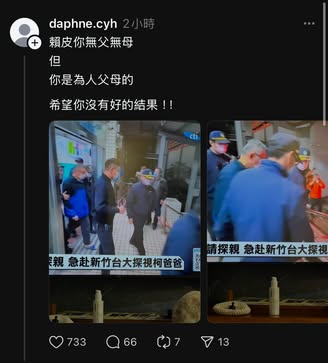 daphne.cyh 2小時
賴皮你無父無母
但
你是為人父母的
希望你沒有好的結果！！
探親 急赴新竹台大探視柯爸爸
請探親 急赴新竹台大探視
733
66
7
13